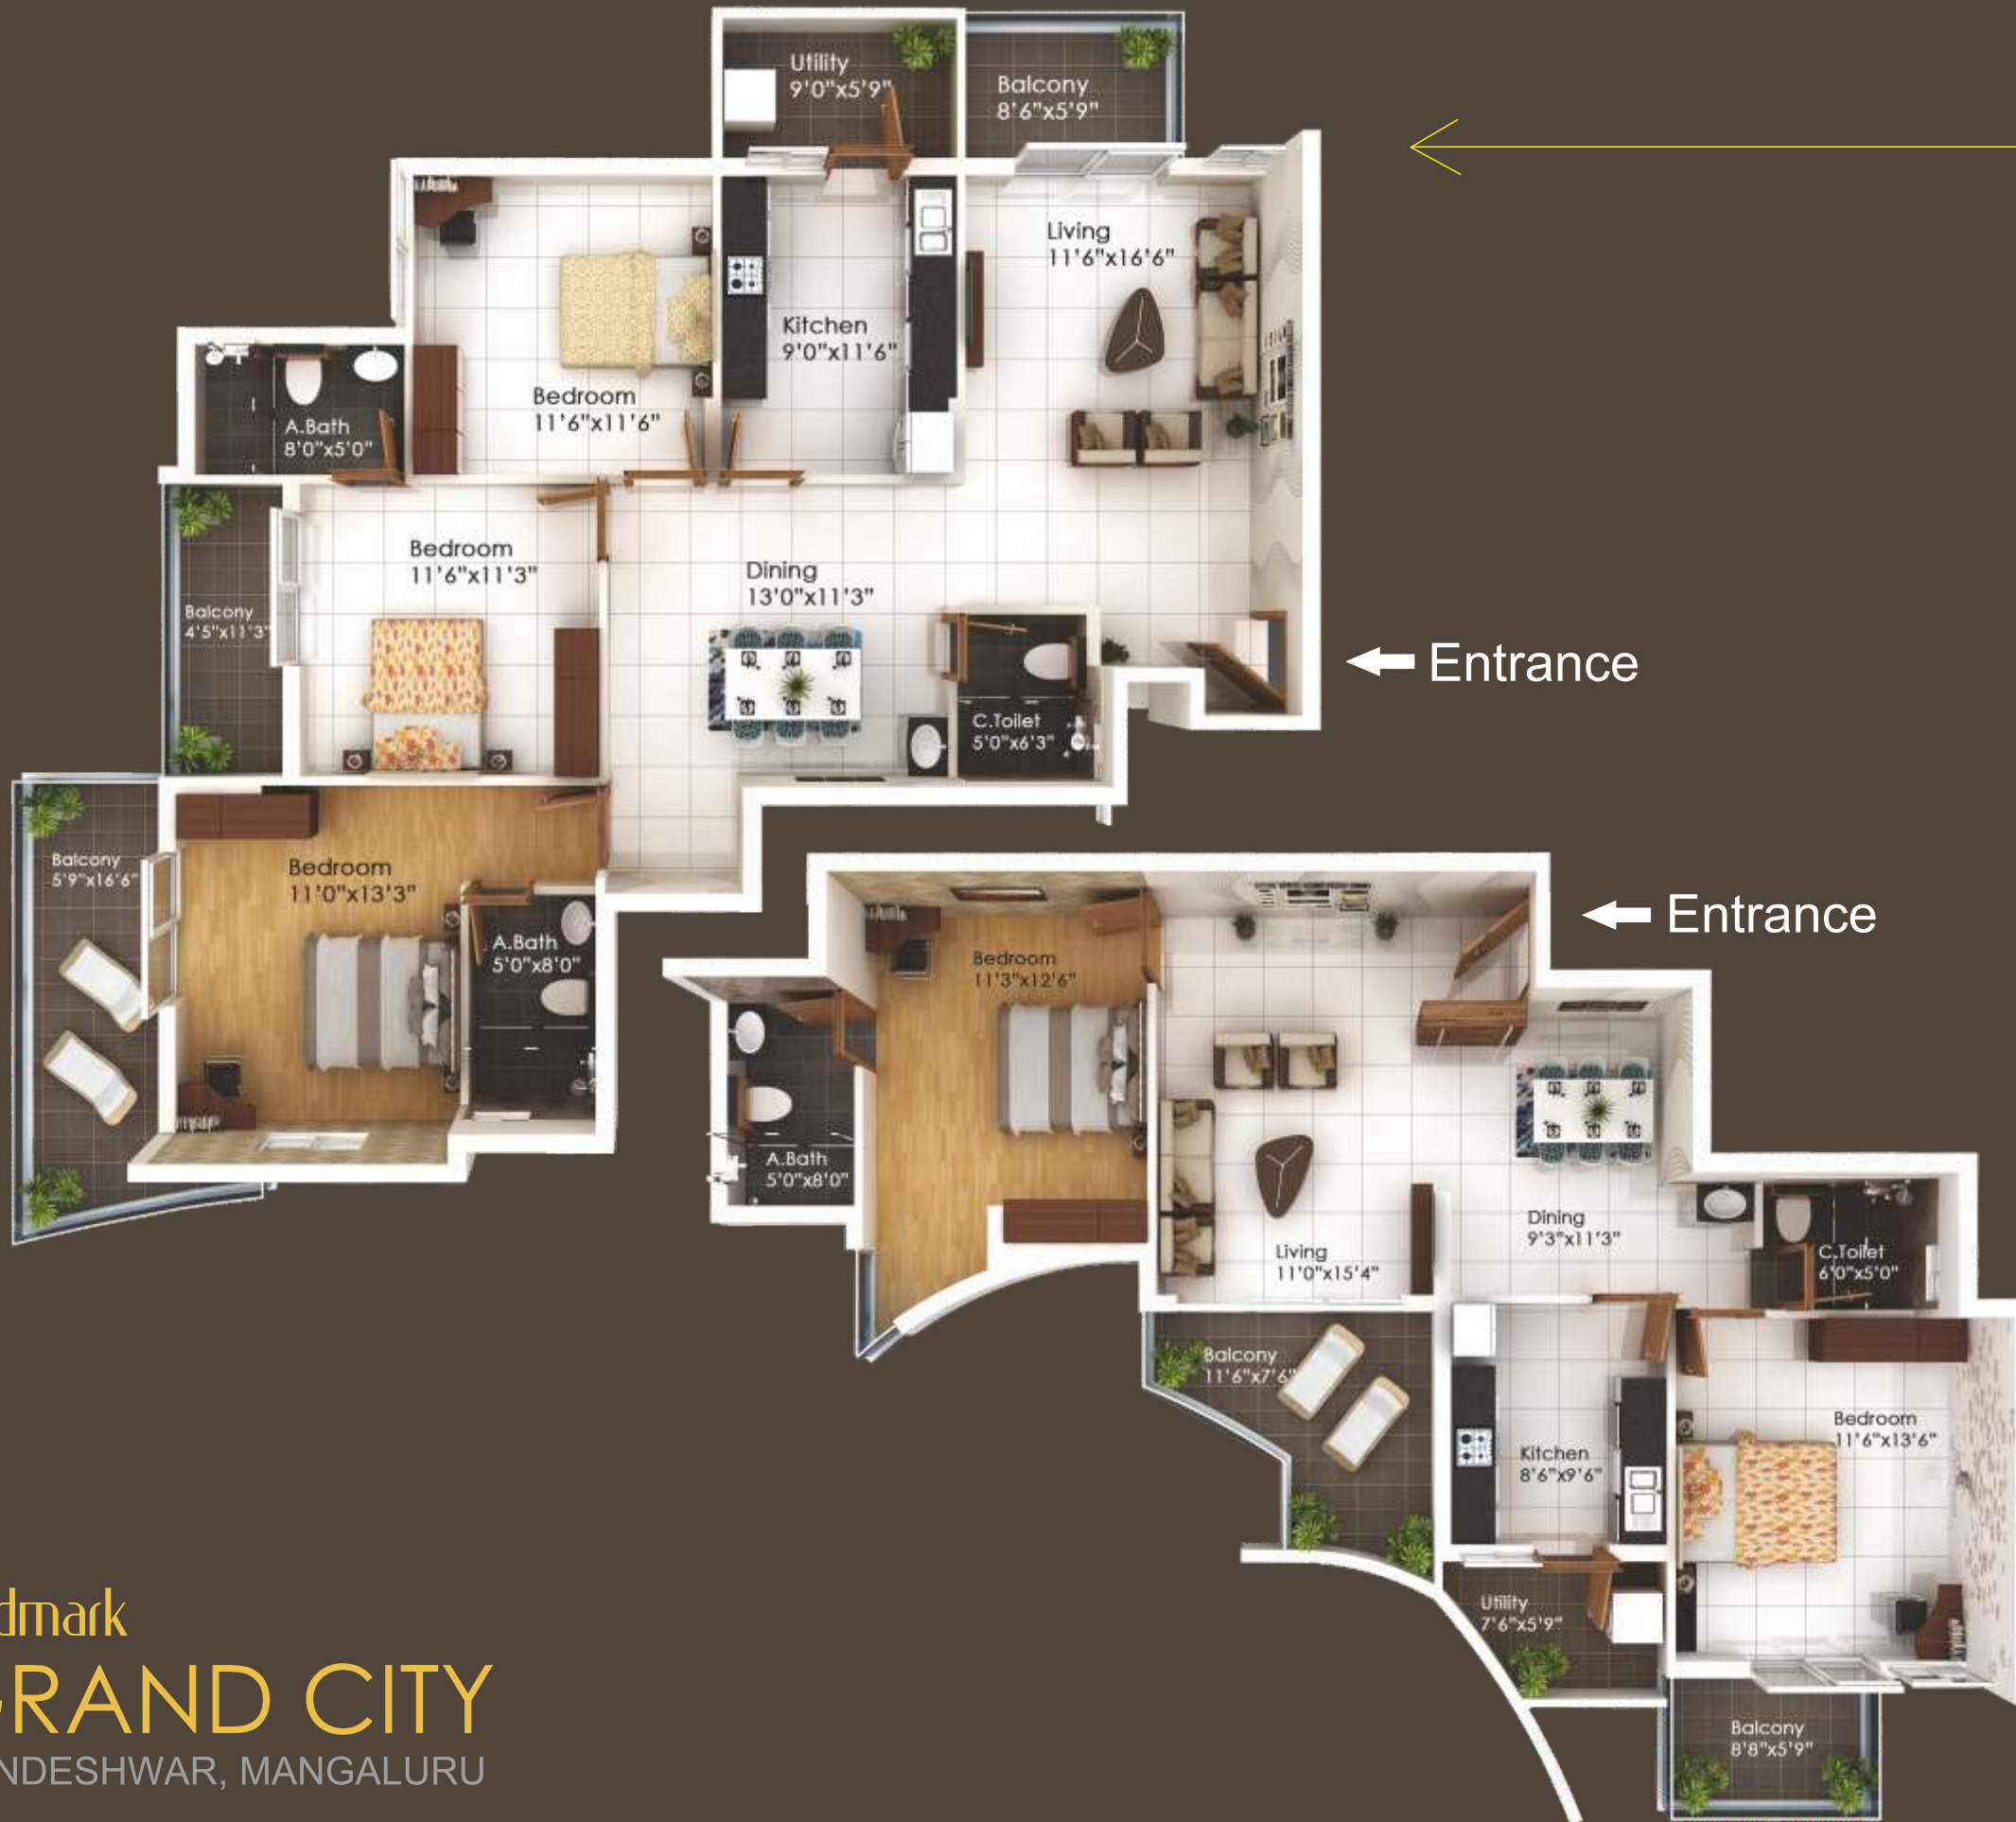 Utility
9'0"x5'9"
Balcony
8'6"x5'9"
Living
11'6"x16'6"
Kitchen
9'0"x11'6"
Bedroom
11'6"x11'6"
A.Bath
8'0"x5'0"
Bedroom
11'6"x11'3"
Dining
13'0"x11'3"
Balcony
4'5"x11'3"
Entrance
C.Toilet
5'0"x6'3"
Balcony
5'9"x16'6"
Bedroom
11'0"x13'3"
A.Bath
5'0"x8'0"
Entrance
Bedroom
11'3"x12'6"
A.Bath
5'0"x8'0"
Dining
9'3"x11'3"
Living
11'0"x15'4"
C.Toilet
6'0"x5'0"
Balcony
11'6"x7'6"
Kitchen
8'6"x9'6"
Bedroom
11'6"x13'6"
Utility
7'6"x5'9"
Balcony
8'8"x5'9"
dmark
GRAND CITY
NDESHWAR, MANGALURU